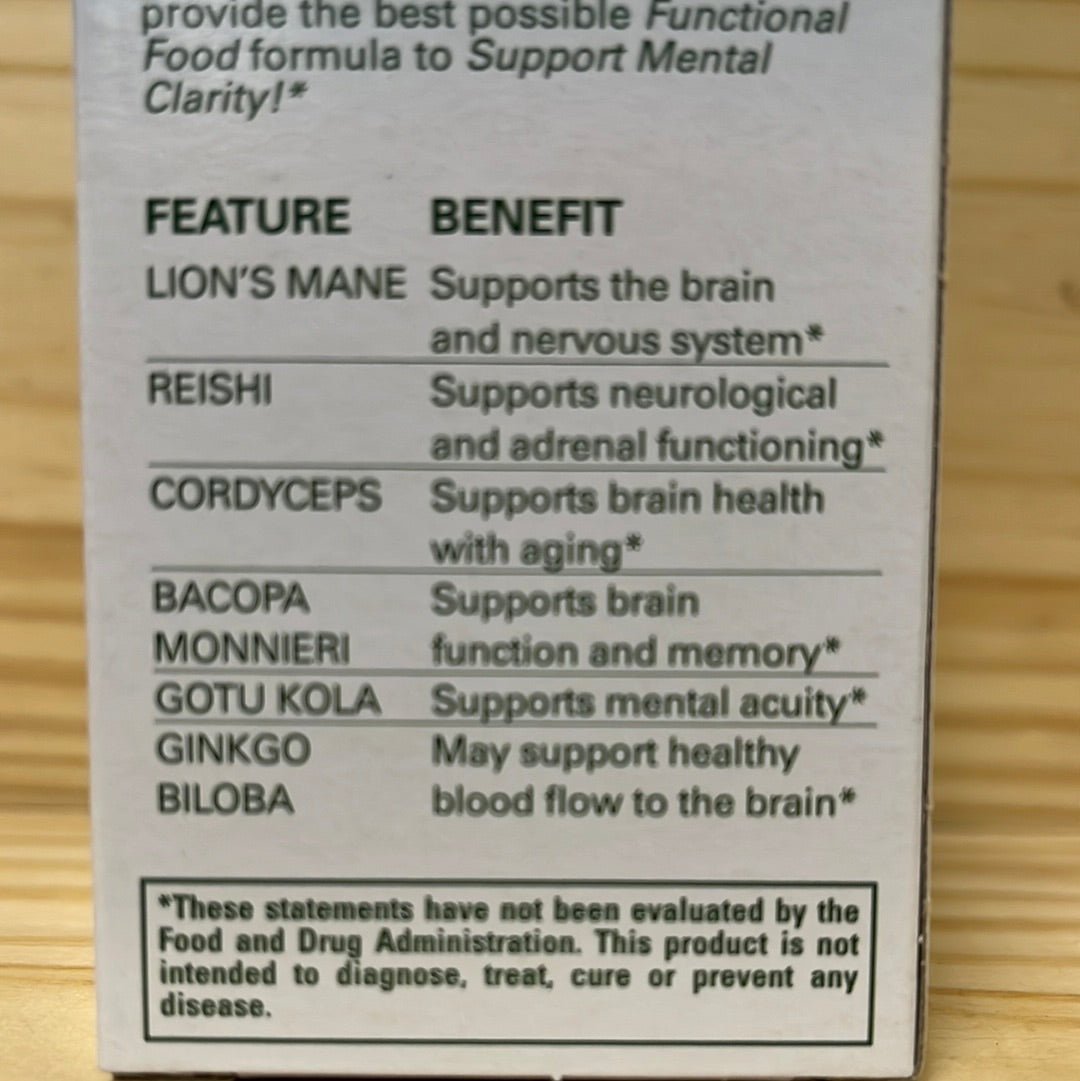 provide the best possible Functional
Food formula to Support Mental
Clarity!*
FEATURE BENEFIT
LION'S MANE Supports the brain
and nervous system*
REISHI Supports neurological
and adrenal functioning*
CORDYCEPS Supports brain health
with aging*
BACOPA Supports brain
MONNIERI function and memory*
GOTU KOLA Supports mental acuity*
GINKGO May support healthy
BILOBA blood flow to the brain*
*These statements have not been evaluated by the
Food and Drug Administration. This product is not
intended to diagnose, treat, cure or prevent any
disease.